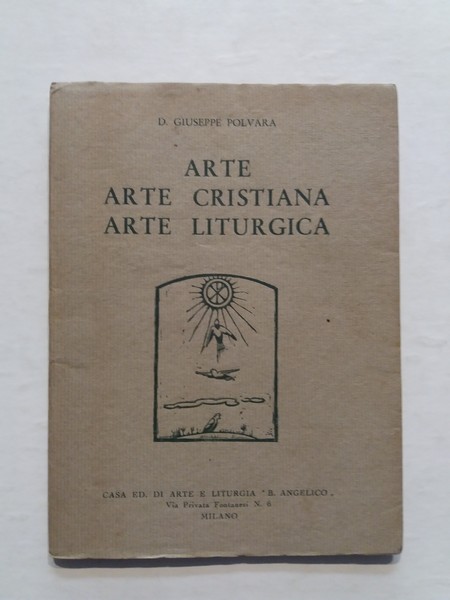 D. GIUSEPPE POLVARA
ARTE
ARTE CRISTIANA
ARTE LITURGICA
CASA ED. DI ARTE E LITURGIA "B. ANGELICO„
Via Privata Fontanesi N. 6
MILANO